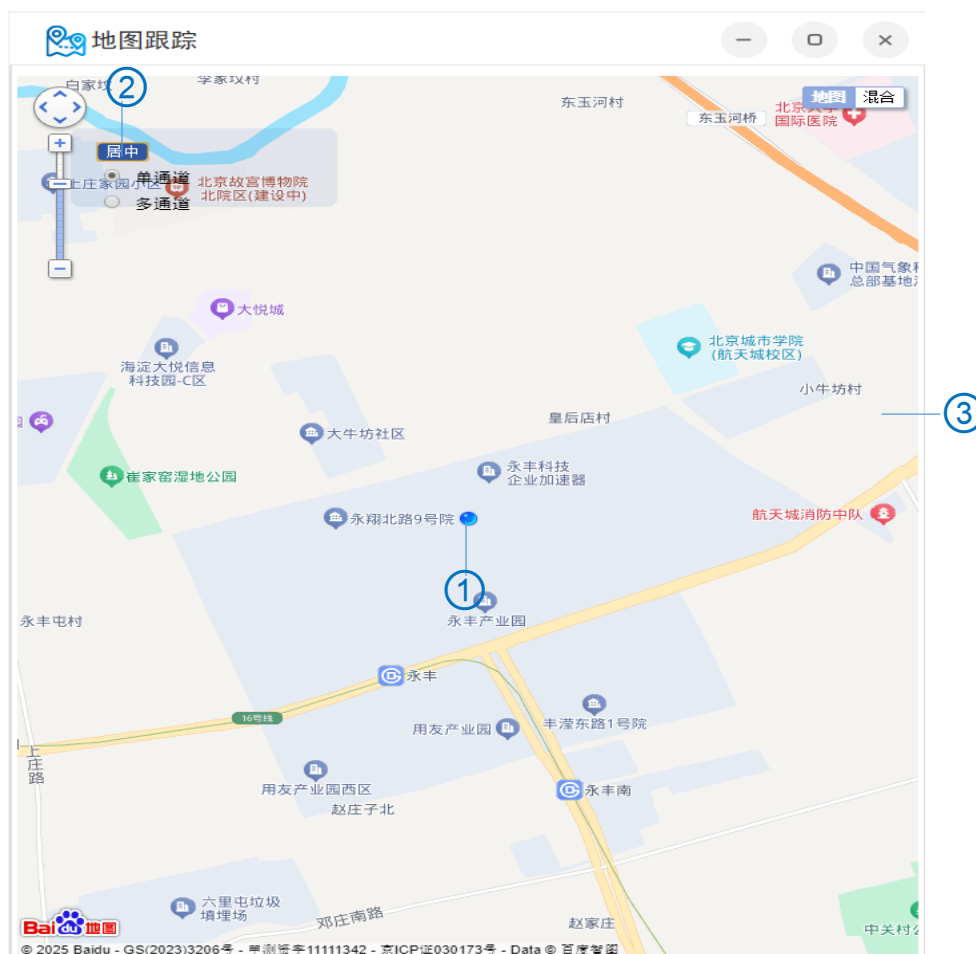 地图跟踪
白家坟
李家坟村
②
东玉河村
地图 混合
北京大学
国际医院
东玉河桥
居中
单通道
上庄家园小区
北京故宫博物院
北院区(建设中)
多通道
中国气象科
总部基地
大悦城
北京城市学院
(航天城校区)
海淀大悦信息
科技园-C区
小牛坊村
③
皇后店村
园
大牛坊社区
永丰科技
企业加速器
崔家窑湿地公园
永翔北路9号院
航天城消防中队
①
永丰屯村
永丰产业园
永丰
16号线
用友产业园
丰滢东路1号院
上庄路
用友产业园西区
永丰南
赵庄子北
六里屯垃圾
填埋场
邓庄南路
赵家庄
中关村公
Bai du 地图
© 2025 Baidu - GS(2023)3206号 - 甲测资字11111342 - 京ICP证030173号 - Data © 百度智图